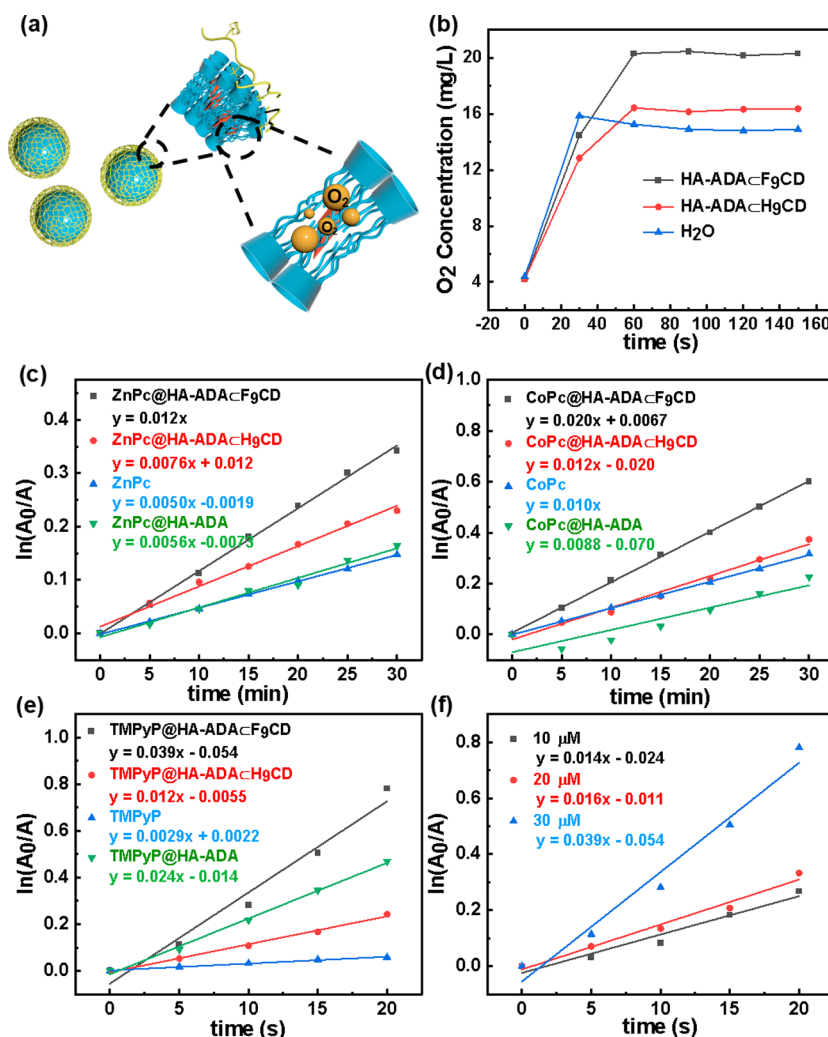 (a)
O2
O2
(b)
O2 Concentration (mg/L)
20
16
12
8
4
HA-ADA⊂F9CD
HA-ADA⊂H9CD
H2O
-20 0 20 40 60 80 100 120 140 160
time (s)
(c)
ln(A0/A)
0.4
0.3
0.2
0.1
0.0
ZnPc@HA-ADA⊂F9CD
y = 0.012x
ZnPc@HA-ADA⊂H9CD
y = 0.0076x + 0.012
ZnPc
y = 0.0050x -0.0019
ZnPc@HA-ADA
y = 0.0056x -0.0073
0 5 10 15 20 25 30
time (min)
(d)
ln(A0/A)
1.0
0.8
0.6
0.4
0.2
0.0
CoPc@HA-ADA⊂F9CD
y = 0.020x + 0.0067
CoPc@HA-ADA⊂H9CD
y = 0.012x - 0.020
CoPc
y = 0.010x
CoPc@HA-ADA
y = 0.0088 -0.070
0 5 10 15 20 25 30
time (min)
(e)
ln(A0/A)
1.0
0.8
0.6
0.4
0.2
0.0
TMPyP@HA-ADA⊂F9CD
y = 0.039x - 0.054
TMPyP@HA-ADA⊂H9CD
y = 0.012x - 0.0055
TMPyP
y = 0.0029x + 0.0022
TMPyP@HA-ADA
y = 0.024x - 0.014
0 5 10 15 20
time (s)
(f)
ln(A0/A)
0.8
0.6
0.4
0.2
0.0
10 μM
y = 0.014x - 0.024
20 μM
y = 0.016x - 0.011
30 μM
y = 0.039x - 0.054
0 5 10 15 20
time (s)